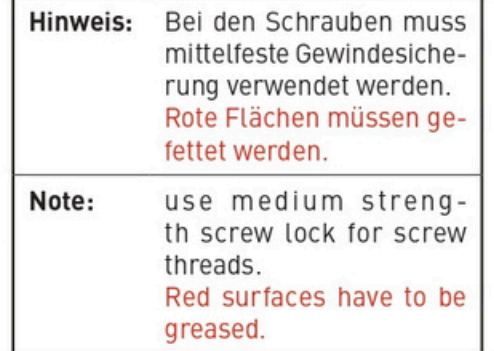 Hinweis: Bei den Schrauben muss
mittelfeste Gewindesiche-
rung verwendet werden.
Rote Flächen müssen ge-
fettet werden.
Note: use medium streng-
th screw lock for screw
threads.
Red surfaces have to be
greased.